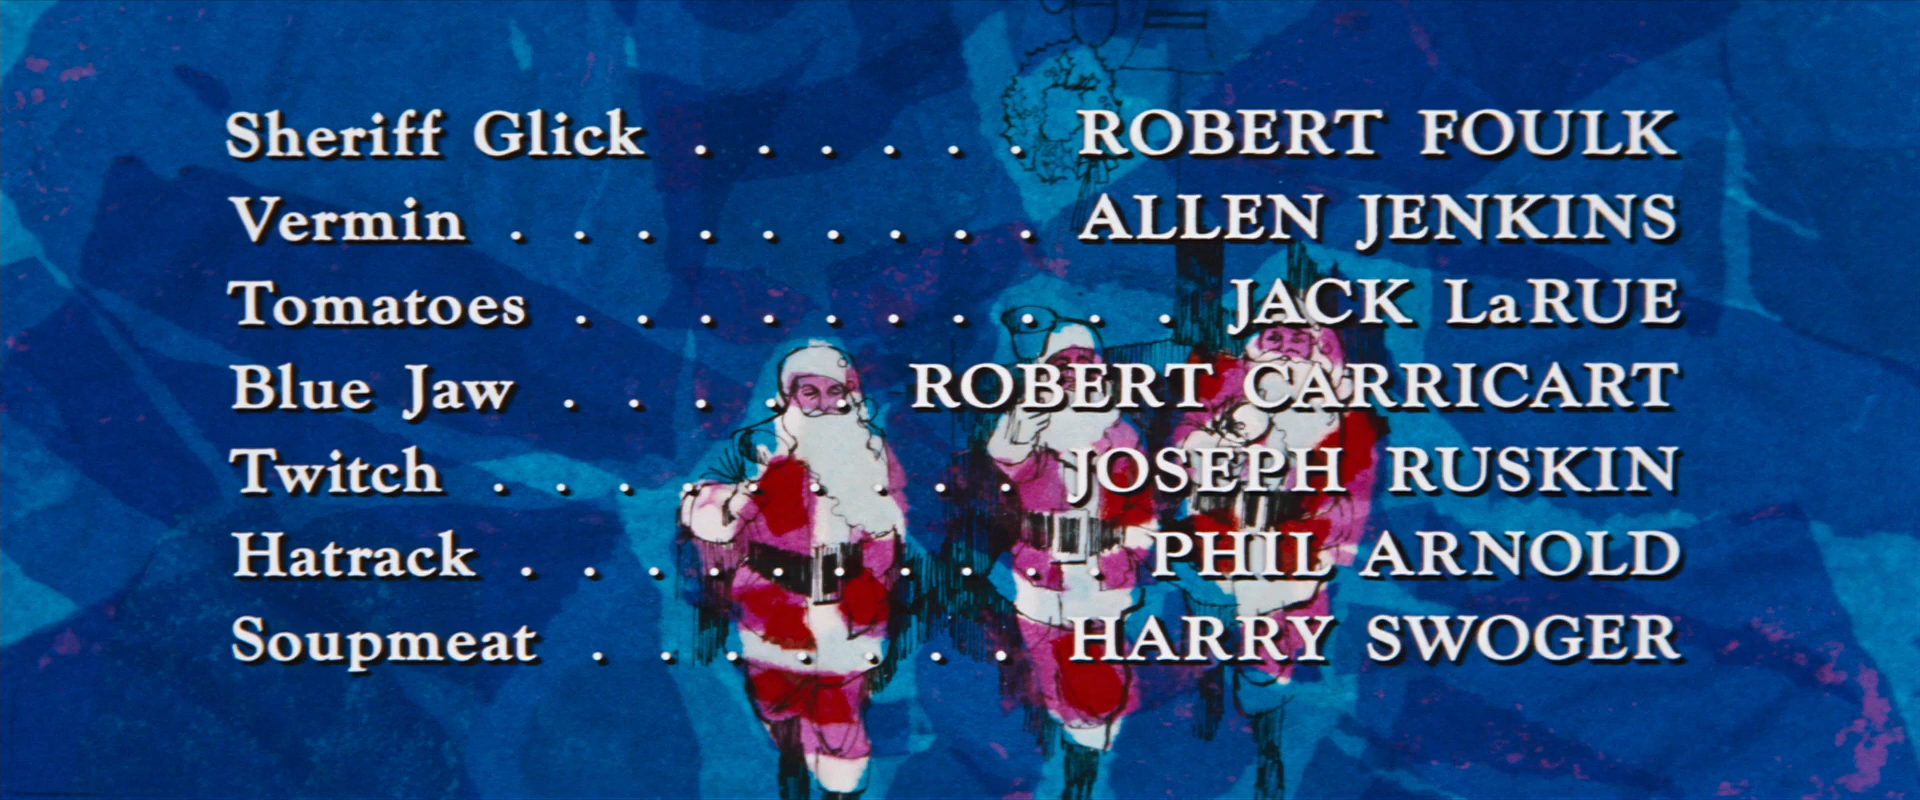 Sheriff Glick . . . . . . ROBERT FOULK
Vermin . . . . . . . . . ALLEN JENKINS
Tomatoes . . . . . . . . . . JACK LaRUE
Blue Jaw . . . . . ROBERT CARRICART
Twitch . . . . . . . . . JOSEPH RUSKIN
Hatrack . . . . . . . . . . PHIL ARNOLD
Soupmeat . . . . . . . HARRY SWOGER